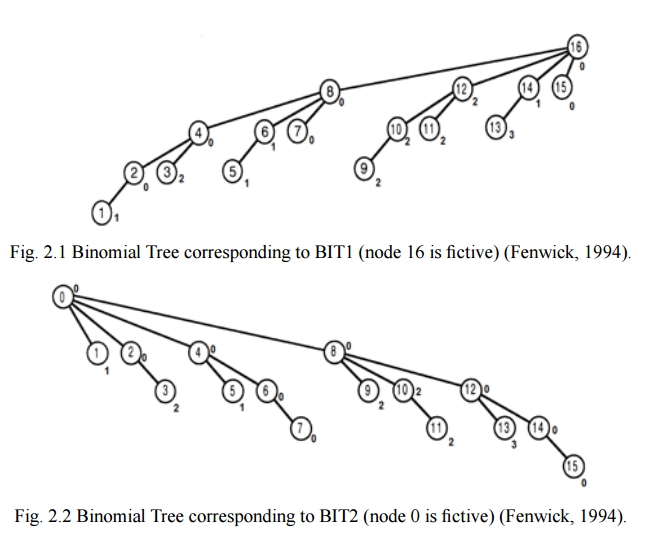 16 0
8 0 12 2 14 1 15 0
4 0 6 1 7 0 10 2 11 2 13 3
2 0 3 2 5 1 9 2
1 1
Fig. 2.1 Binomial Tree corresponding to BIT1 (node 16 is fictive) (Fenwick, 1994).
0 0
1 1 2 0 4 0 8 0
3 2 5 1 6 0 9 2 10 2 12 0
7 0 11 2 13 3 14 0
15 0
Fig. 2.2 Binomial Tree corresponding to BIT2 (node 0 is fictive) (Fenwick, 1994).